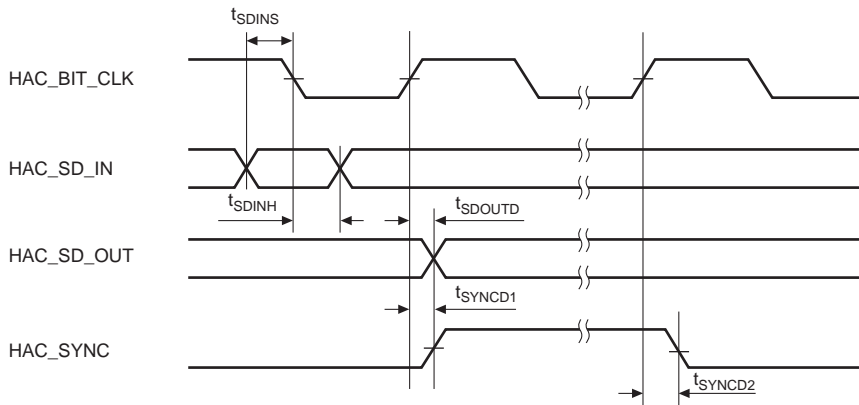 tSDINS
HAC_BIT_CLK
HAC_SD_IN
tSDINH
tSDOUTD
HAC_SD_OUT
tSYNCD1
HAC_SYNC
tSYNCD2